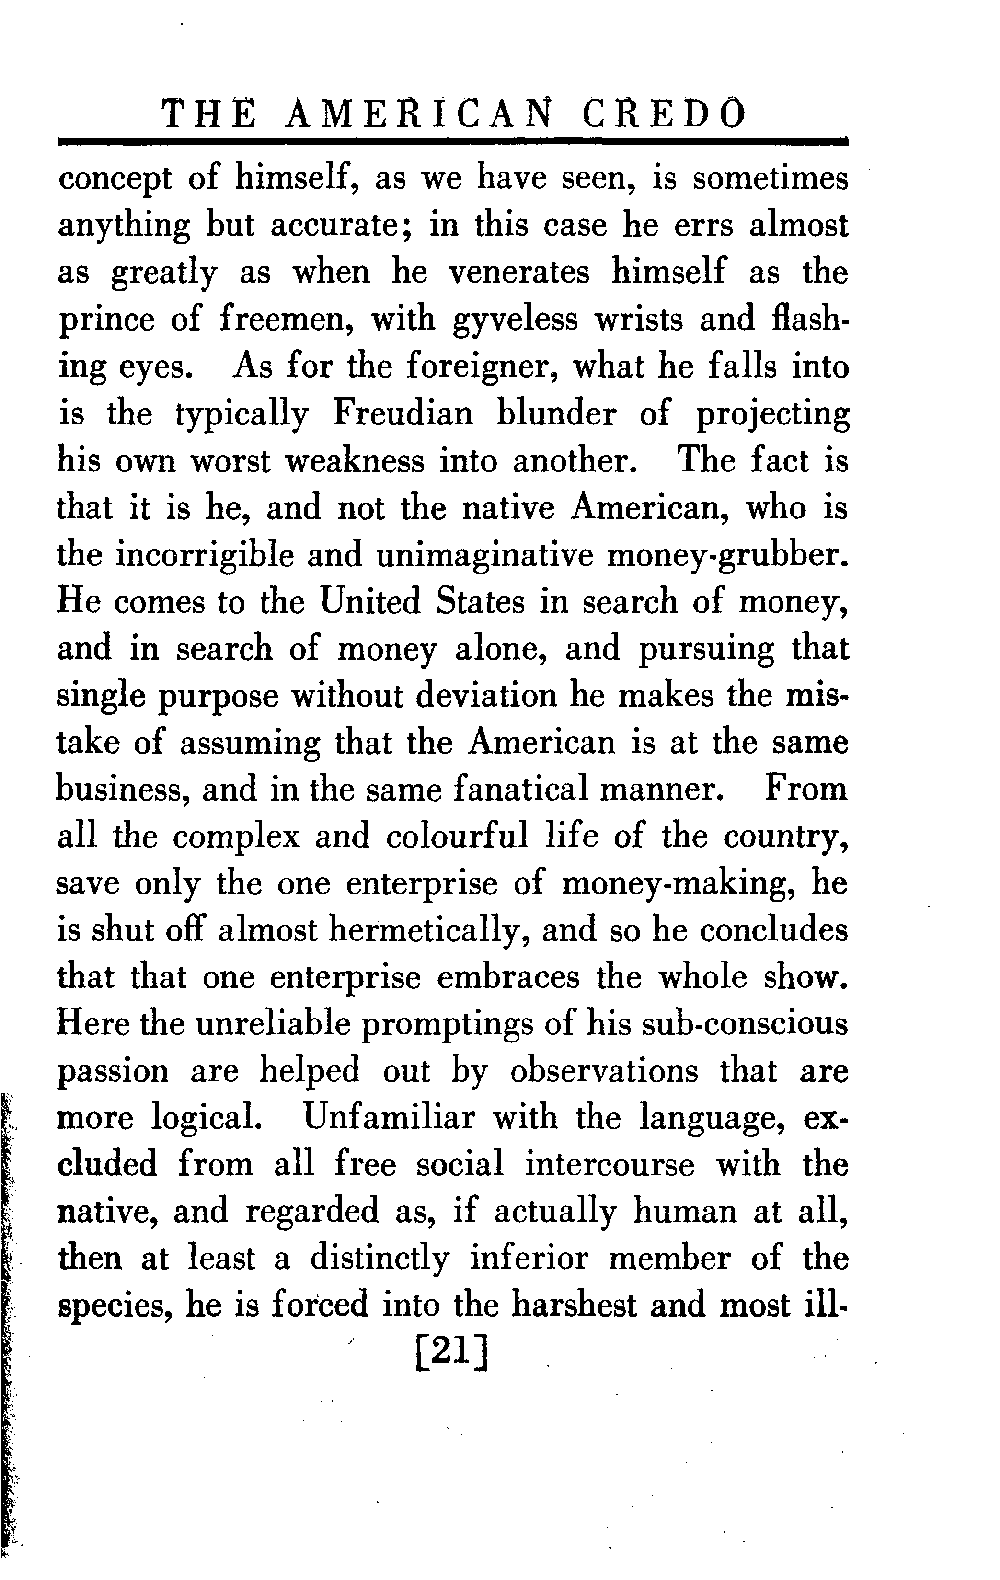 THE AMERICAN CREDO
concept of himself, as we have seen, is sometimes
anything but accurate; in this case he errs almost
as greatly as when he venerates himself as the
prince of freemen, with gyveless wrists and flash-
ing eyes. As for the foreigner, what he falls into
is the typically Freudian blunder of projecting
his own worst weakness into another. The fact is
that it is he, and not the native American, who is
the incorrigible and unimaginative money-grubber.
He comes to the United States in search of money,
and in search of money alone, and pursuing that
single purpose without deviation he makes the mis-
take of assuming that the American is at the same
business, and in the same fanatical manner. From
all the complex and colourful life of the country,
save only the one enterprise of money-making, he
is shut off almost hermetically, and so he concludes
that that one enterprise embraces the whole show.
Here the unreliable promptings of his sub-conscious
passion are helped out by observations that are
more logical. Unfamiliar with the language, ex-
cluded from all free social intercourse with the
native, and regarded as, if actually human at all,
then at least a distinctly inferior member of the
species, he is forced into the harshest and most ill-
[21]